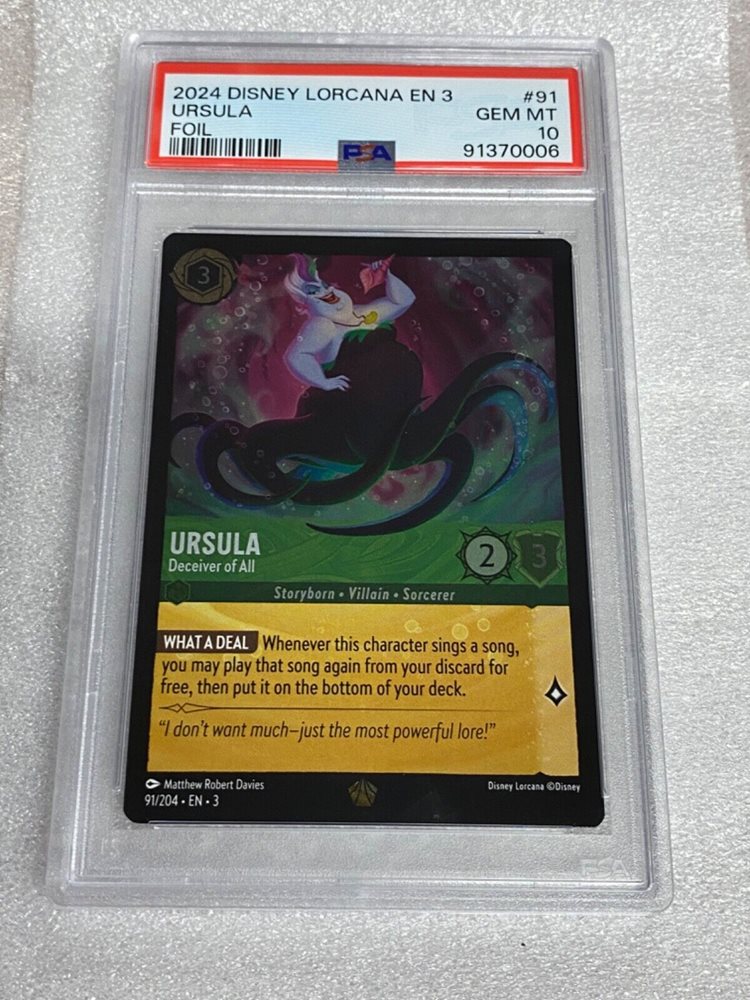 2024 DISNEY LORCANA EN 3 #91
URSULA GEM MT
FOIL 10
PSA 91370006
3
URSULA
Deceiver of All
2 3
Storyborn • Villain • Sorcerer
WHAT A DEAL Whenever this character sings a song,
you may play that song again from your discard for
free, then put it on the bottom of your deck.
"I don't want much—just the most powerful lore!"
Matthew Robert Davies
91/204 • EN • 3
Disney Lorcana ©Disney
PSA